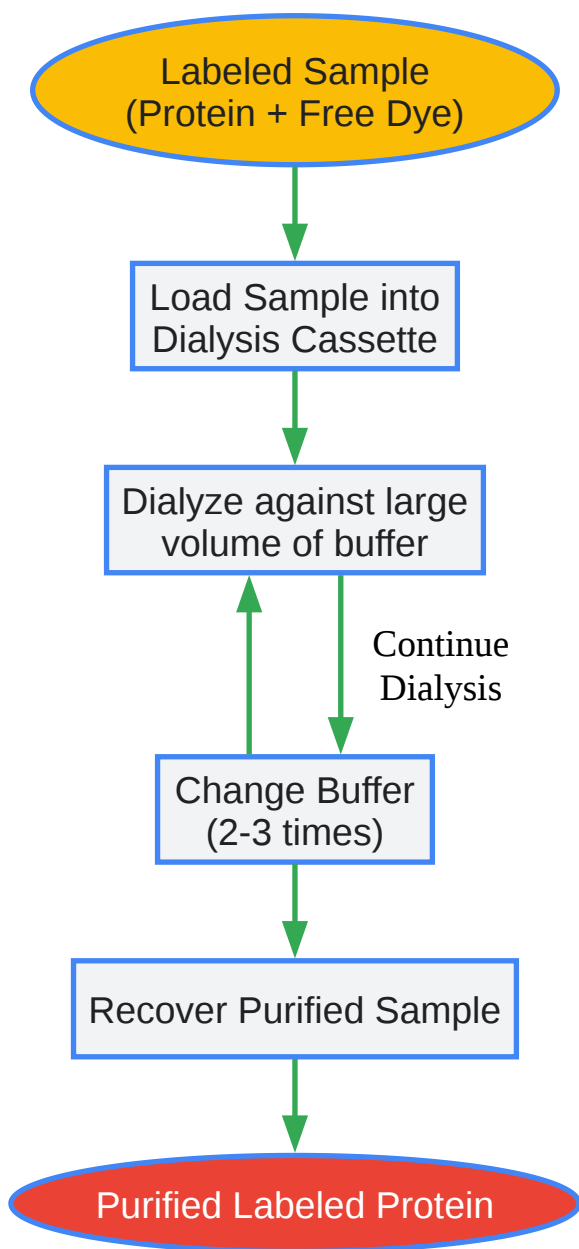 Labeled Sample
(Protein + Free Dye)
Load Sample into
Dialysis Cassette
Dialyze against large
volume of buffer
Continue
Dialysis
Change Buffer
(2-3 times)
Recover Purified Sample
Purified Labeled Protein